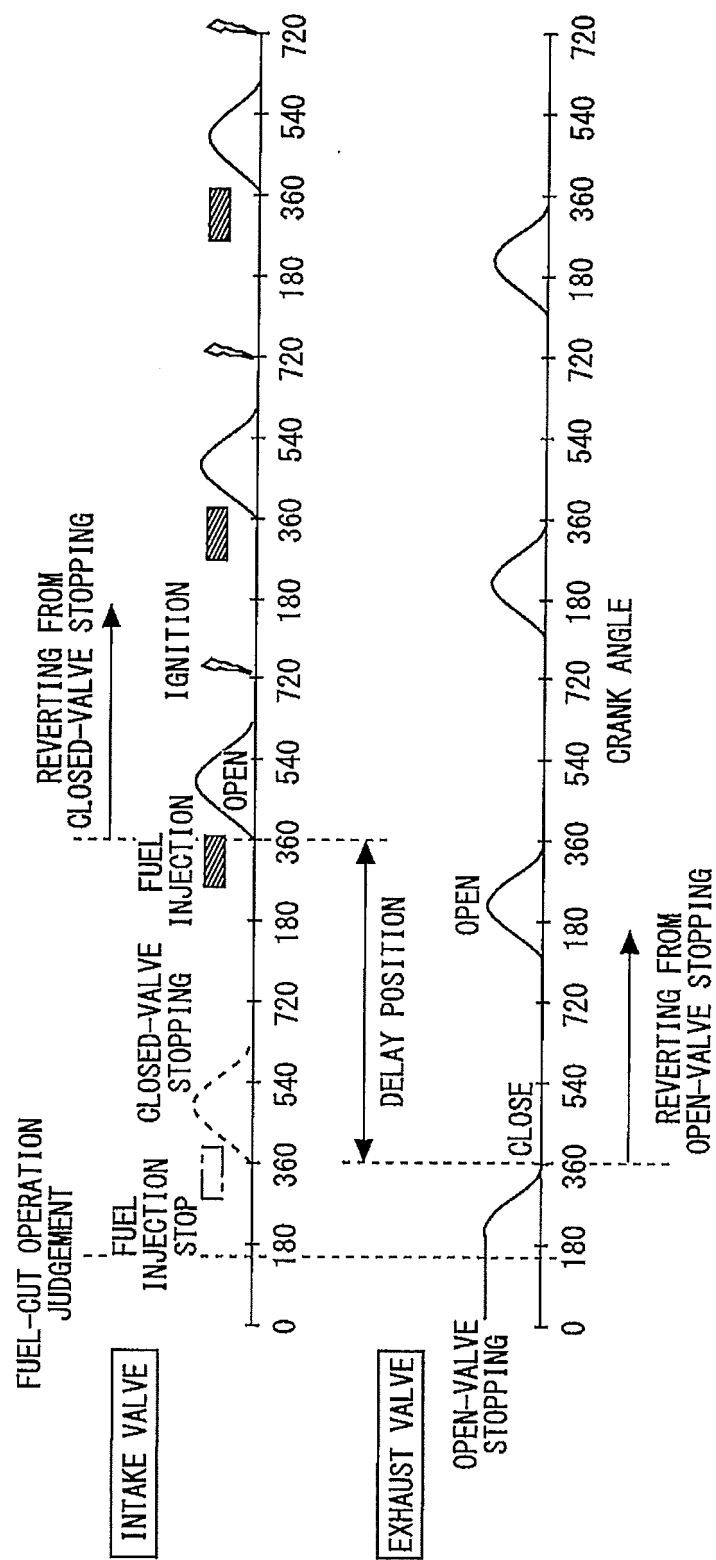 FUEL-CUT OPERATION
JUDGEMENT
REVERTING FROM
CLOSED-VALVE STOPPING
INTAKE VALVE
FUEL
INJECTION
STOP
CLOSED-VALVE
STOPPING
FUEL
INJECTION
OPEN
IGNITION
0
180
360
540
720
180
360
540
720
180
360
540
720
180
360
540
720
DELAY POSITION
EXHAUST VALVE
OPEN-VALVE
STOPPING
CLOSE
OPEN
0
180
360
540
720
180
360
540
720
180
360
540
720
180
360
540
720
CRANK ANGLE
REVERTING FROM
OPEN-VALVE STOPPING